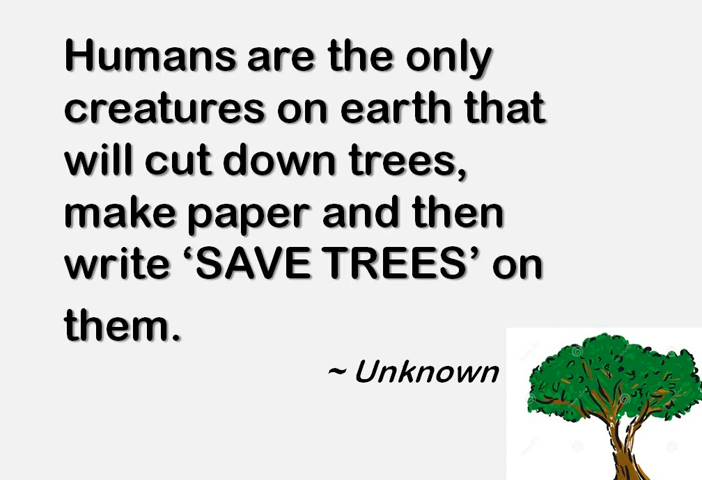 Humans are the only
creatures on earth that
will cut down trees,
make paper and then
write ‘SAVE TREES’ on
them.
~ Unknown